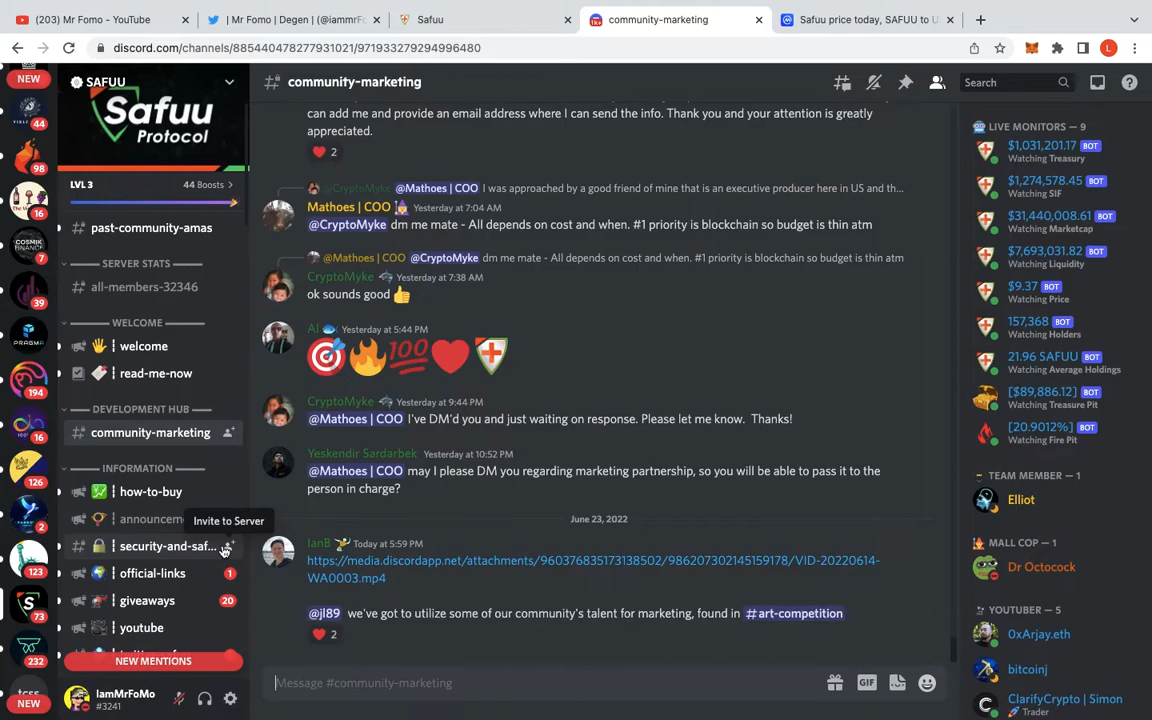 (203) Mr Fomo - YouTube
| Mr Fomo | Degen | (@iammrF
Safuu
community-marketing
Safuu price today, SAFUU to U
discord.com/channels/885440478277931021/971933279294996480
L
NEW
44
98
16
7
39
PRAGMA
194
16
126
2
123
73
232
NEW
SAFUU
Safuu
Protocol
LVL 3
44 Boosts
past-community-amas
SERVER STATS
all-members-32346
WELCOME
welcome
read-me-now
DEVELOPMENT HUB
community-marketing
INFORMATION
how-to-buy
announcem
Invite to Server
security-and-saf...
official-links
1
giveaways
20
youtube
NEW MENTIONS
IamMrFoMo
#3241
community-marketing
Search
can add me and provide an email address where I can send the info. Thank you and your attention is greatly
appreciated.
2
@CryptoMyke @Mathoes | COO I was approached by a good friend of mine that is an executive producer here in US and th...
Mathoes | COO Yesterday at 7:04 AM
@CryptoMyke dm me mate - All depends on cost and when. #1 priority is blockchain so budget is thin atm
@Mathoes | COO @CryptoMyke dm me mate - All depends on cost and when. #1 priority is blockchain so budget is thin atm
CryptoMyke Yesterday at 7:38 AM
ok sounds good 👍
Al Yesterday at 5:44 PM
🎯🔥💯❤️
CryptoMyke Yesterday at 9:44 PM
@Mathoes | COO I've DM'd you and just waiting on response. Please let me know. Thanks!
Yeskendir Sardarbek Yesterday at 10:52 PM
@Mathoes | COO may I please DM you regarding marketing partnership, so you will be able to pass it to the
person in charge?
June 23, 2022
IanB Today at 5:59 PM
https://media.discordapp.net/attachments/960376835173138502/986207302145159178/VID-20220614-
WA0003.mp4
@jl89 we've got to utilize some of our community's talent for marketing, found in # art-competition
2
Message #community-marketing
GIF
LIVE MONITORS — 9
$1,031,201.17 BOT
Watching Treasury
$1,274,578.45 BOT
Watching SIF
$31,440,008.61 BOT
Watching Marketcap
$7,693,031.82 BOT
Watching Liquidity
$9.37 BOT
Watching Price
157,368 BOT
Watching Holders
21.96 SAFUU BOT
Watching Average Holdings
[$89,886.12] BOT
Watching Treasure Pit
[20.9012%] BOT
Watching Fire Pit
TEAM MEMBER — 1
Elliot
MALL COP — 1
Dr Octocock
YOUTUBER — 5
0xArjay.eth
bitcoinj
ClarifyCrypto | Simon
Trader